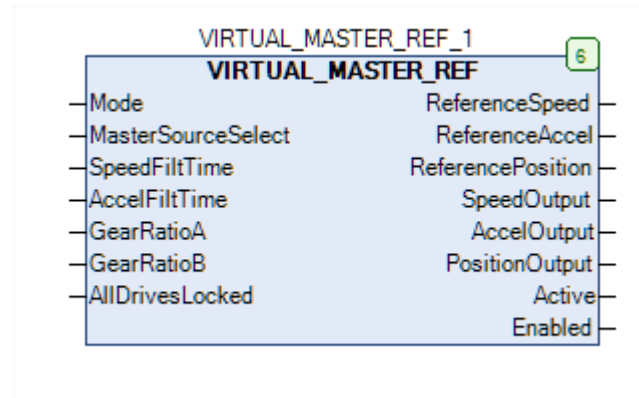 VIRTUAL_MASTER_REF_1
6
VIRTUAL_MASTER_REF
Mode ReferenceSpeed
MasterSourceSelect ReferenceAccel
SpeedFiltTime ReferencePosition
AccelFiltTime SpeedOutput
GearRatioA AccelOutput
GearRatioB PositionOutput
AllDrivesLocked Active
Enabled